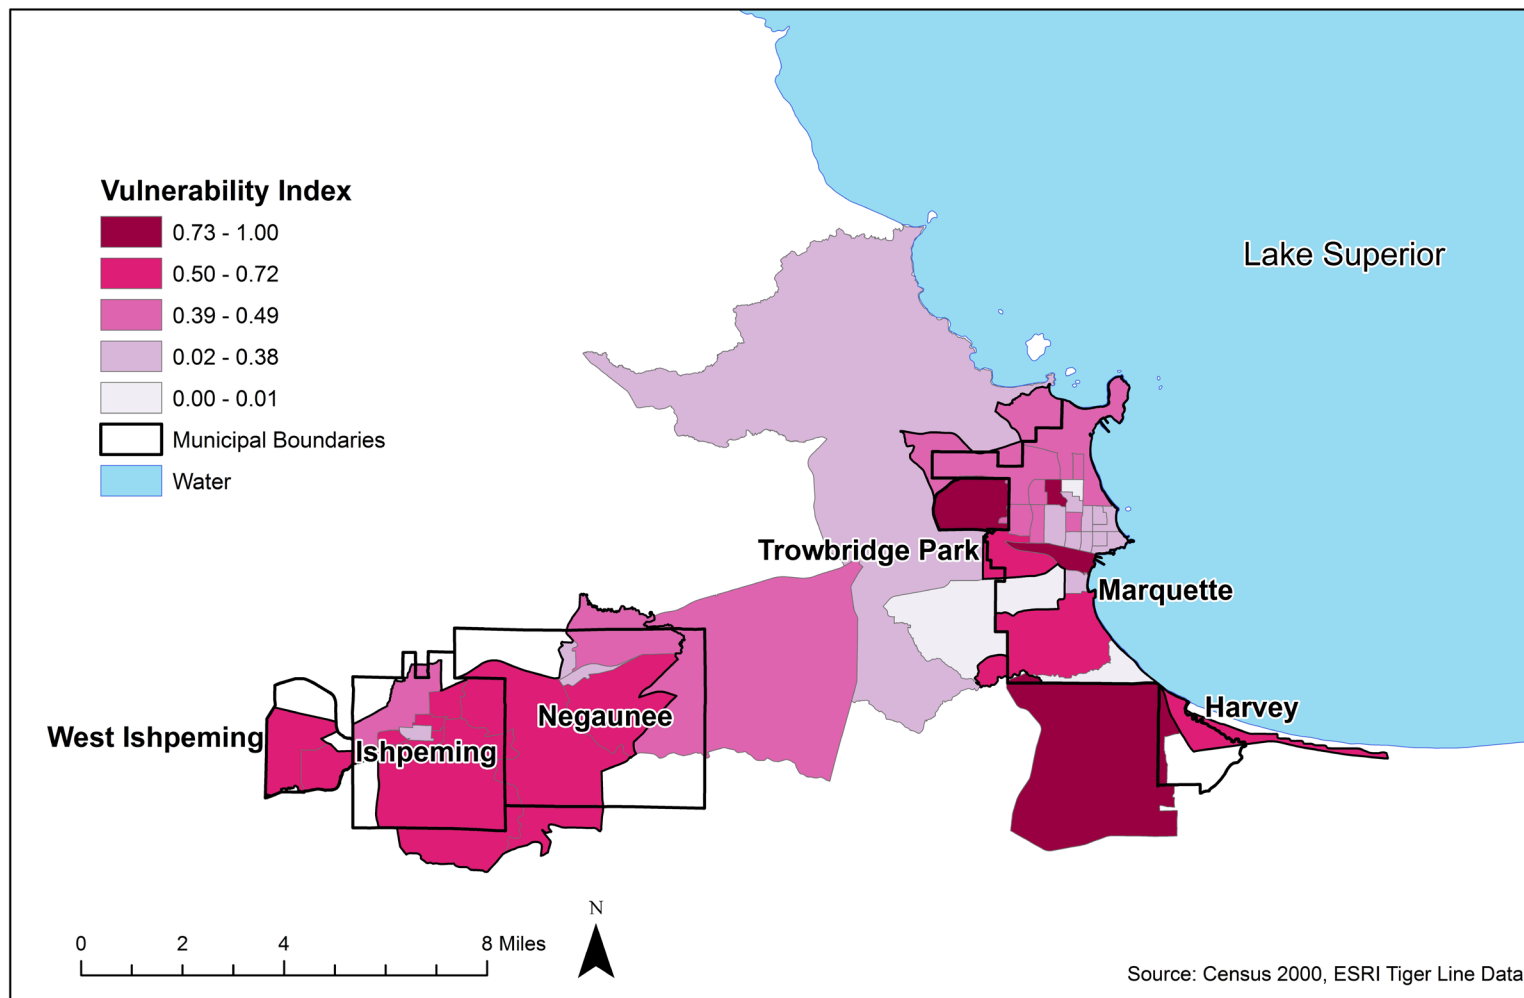 Vulnerability Index
0.73 - 1.00
0.50 - 0.72
0.39 - 0.49
0.02 - 0.38
0.00 - 0.01
Municipal Boundaries
Water
Lake Superior
Trowbridge Park
Marquette
Harvey
Negaunee
West Ishpeming
Ishpeming
N
0 2 4 8 Miles
Source: Census 2000, ESRI Tiger Line Data